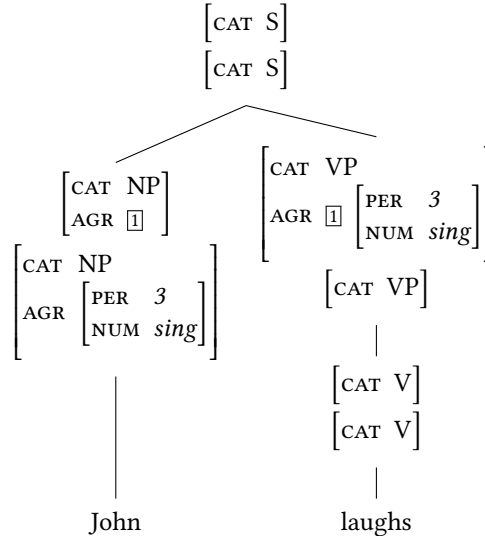 [CAT S]
[CAT S]
[CAT NP
AGR 1]
[CAT VP
AGR 1 [PER 3
NUM sing]]
[CAT NP
AGR [PER 3
NUM sing]]
[CAT VP]
[CAT V]
[CAT V]
John laughs